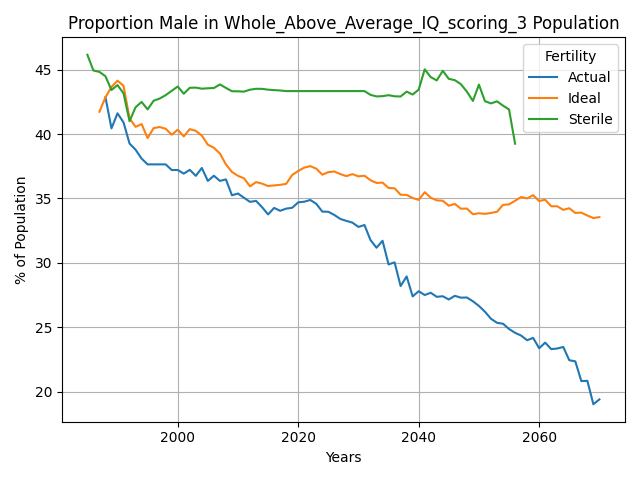 Proportion Male in Whole_Above_Average_IQ_scoring_3 Population
Fertility
Actual
Ideal
Sterile
% of Population
45
40
35
30
25
20
2000
2020
2040
2060
Years